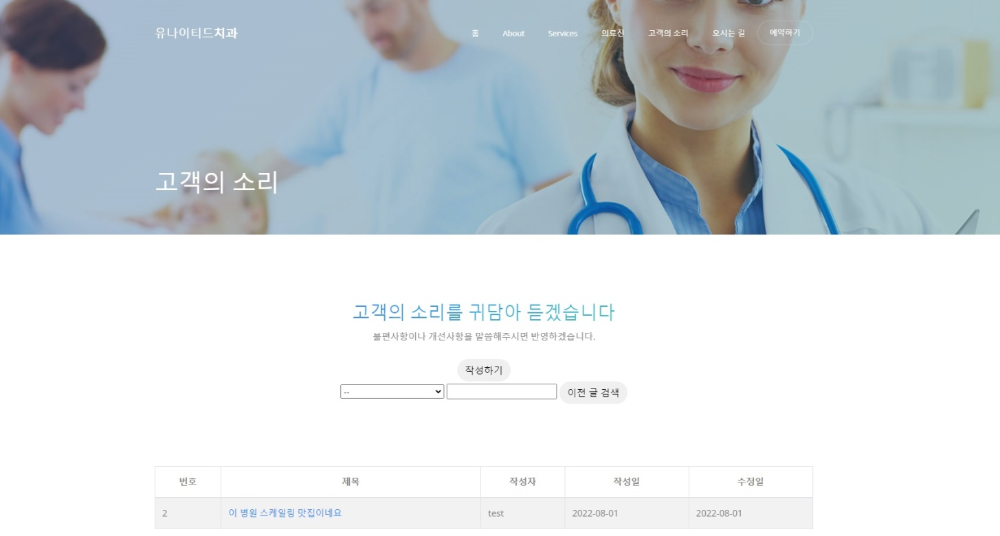 유나이티드치과
홈 About Services 의료진 고객의 소리 오시는 길 예약하기
고객의 소리
고객의 소리를 귀담아 듣겠습니다
불편사항이나 개선사항을 말씀해주시면 반영하겠습니다.
작성하기
-- 이전 글 검색
번호 제목 작성자 작성일 수정일
2 이 병원 스케일링 맛집이네요 test 2022-08-01 2022-08-01